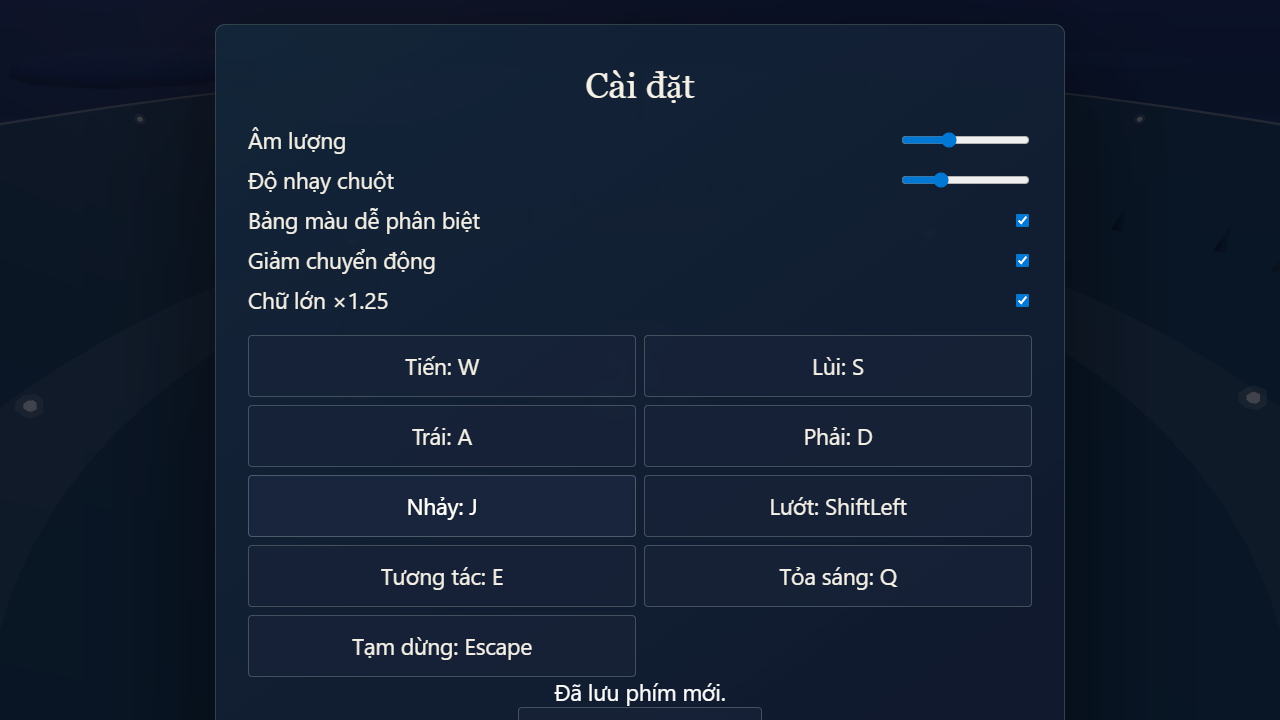 Cài đặt
Âm lượng
Độ nhạy chuột
Bảng màu dễ phân biệt
Giảm chuyển động
Chữ lớn ×1.25
Tiến: W
Lùi: S
Trái: A
Phải: D
Nhảy: J
Lướt: ShiftLeft
Tương tác: E
Tỏa sáng: Q
Tạm dừng: Escape
Đã lưu phím mới.